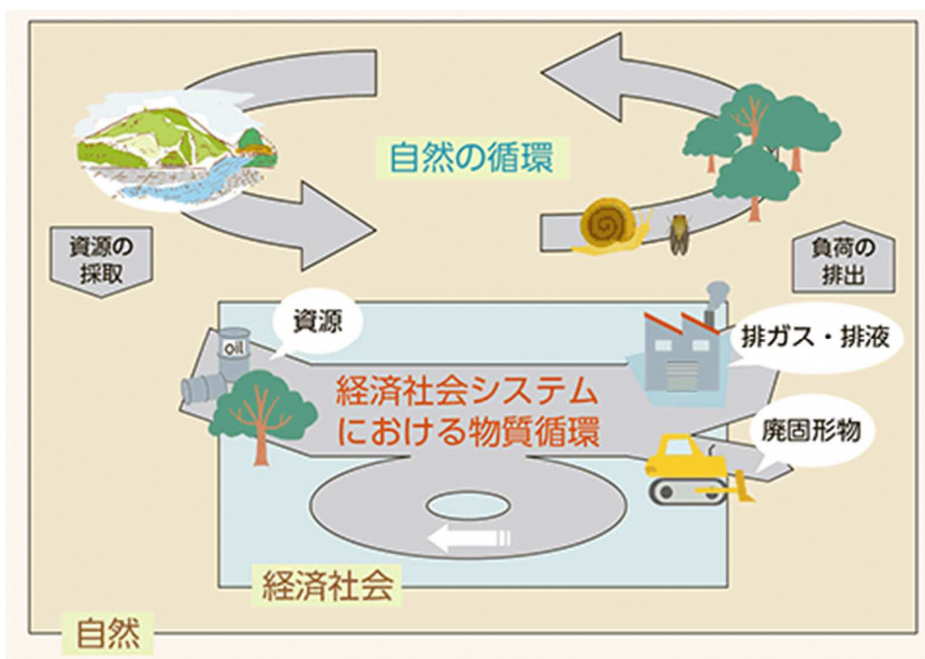 自然の循環
資源の
採取
負荷の
排出
資源
oil
排ガス・排液
経済社会システム
における物質循環
廃固形物
経済社会
自然